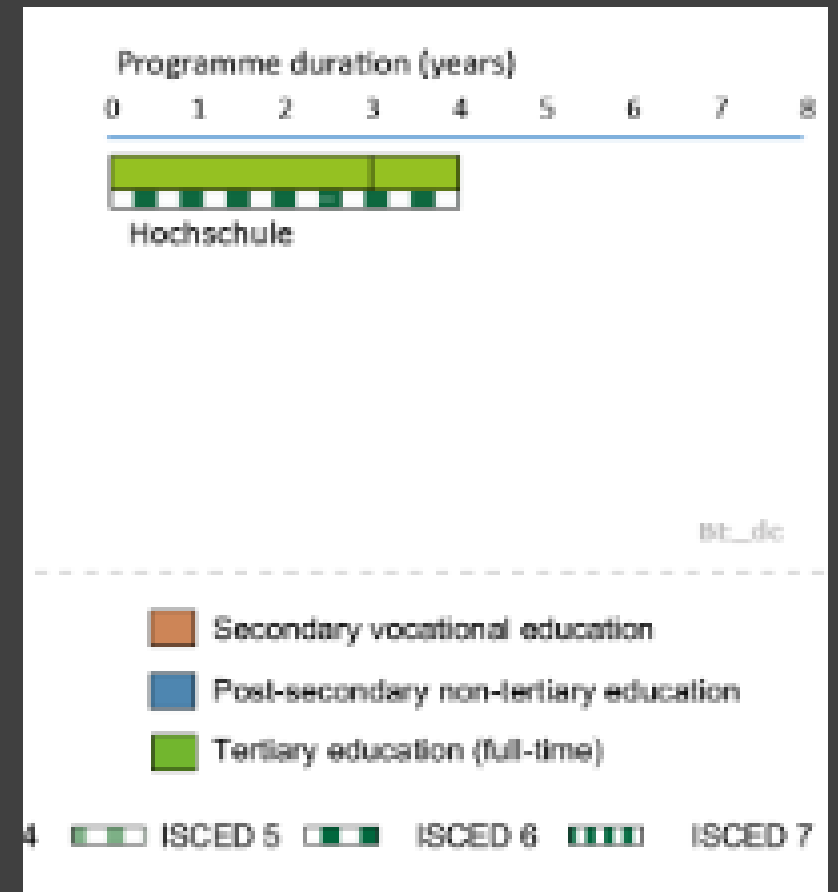 Programme duration (years)
0 1 2 3 4 5 6 7 8
Hochschule
BE_de
Secondary vocational education
Post-secondary non-tertiary education
Tertiary education (full-time)
4 ISCED 5 ISCED 6 ISCED 7